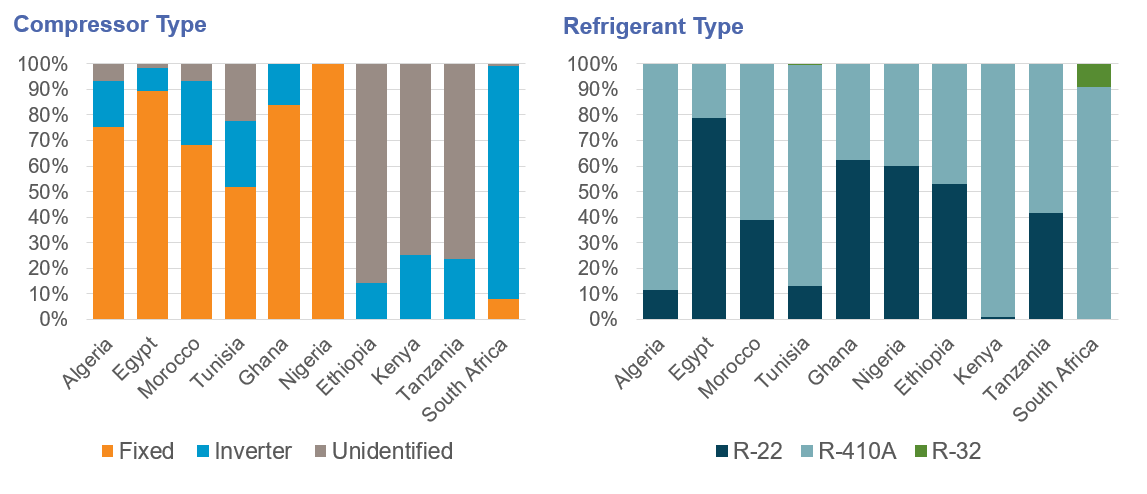 Compressor Type
100%
90%
80%
70%
60%
50%
40%
30%
20%
10%
0%
Algeria
Egypt
Morocco
Tunisia
Ghana
Nigeria
Ethiopia
Kenya
Tanzania
South Africa
Fixed
Inverter
Unidentified
Refrigerant Type
100%
90%
80%
70%
60%
50%
40%
30%
20%
10%
0%
Algeria
Egypt
Morocco
Tunisia
Ghana
Nigeria
Ethiopia
Kenya
Tanzania
South Africa
R-22
R-410A
R-32